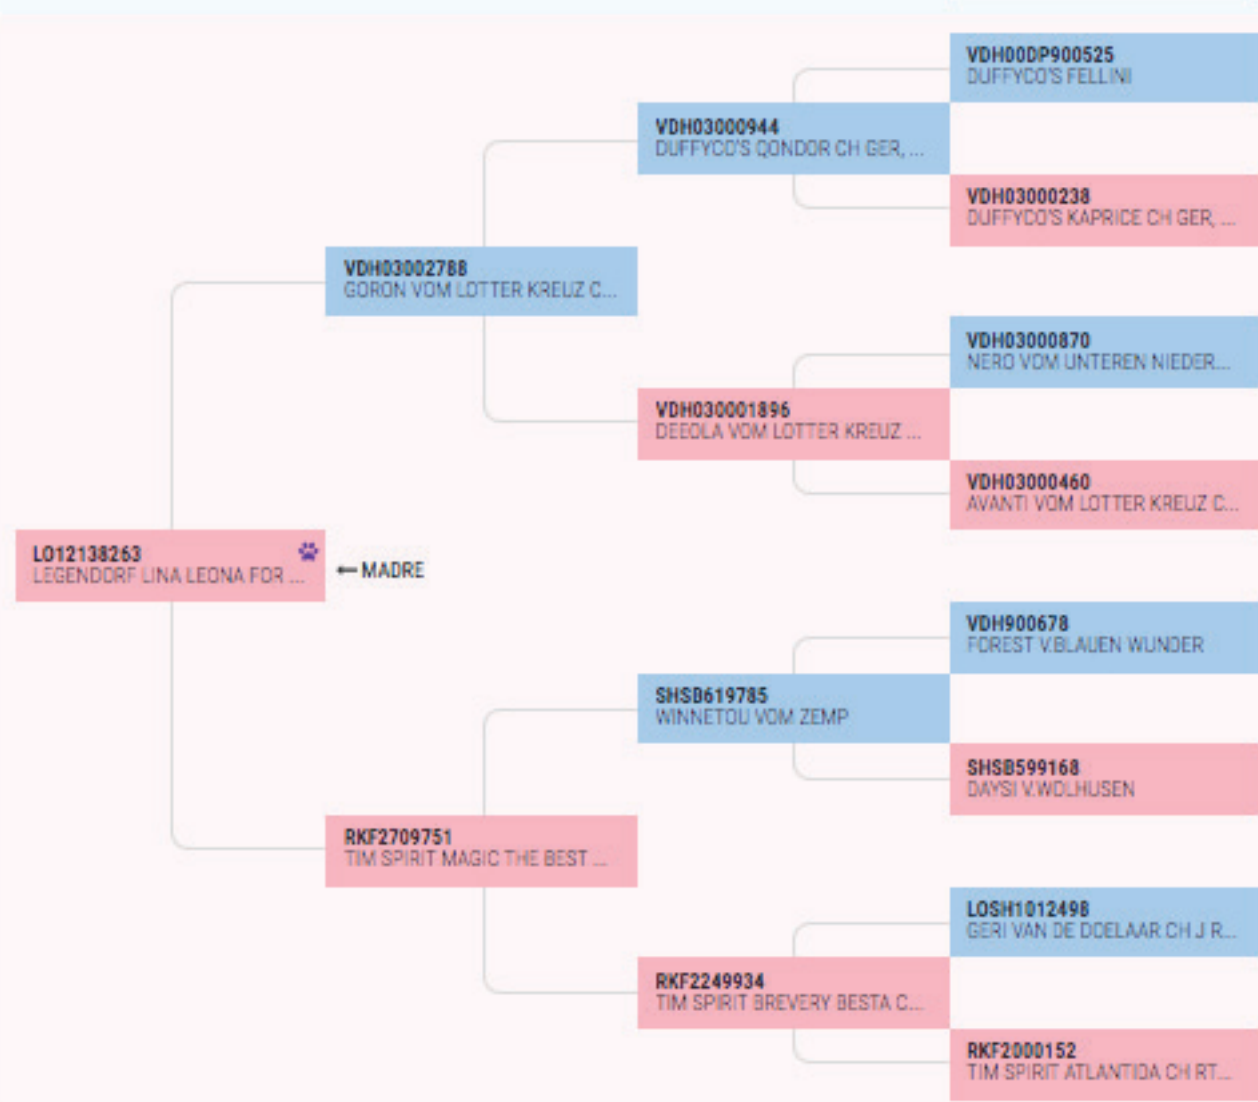 VDH00DP900525
DUFFYCO'S FELLINI
VDH03000944
DUFFYCO'S QONDOR CH GER, ...
VDH03000238
DUFFYCO'S KAPRICE CH GER, ...
VDH03002788
GORON VOM LOTTER KREUZ C...
VDH03000870
NERO VOM UNTEREN NIEDER...
VDH030001896
DEEOLA VOM LOTTER KREUZ ...
VDH03000460
AVANTI VOM LOTTER KREUZ C...
LO12138263
LEGENDORF LINA LEONA FOR ...
← MADRE
VDH900678
FOREST V.BLAUEN WUNDER
SHSB619785
WINNETOU VOM ZEMP
SHSB599168
DAYSI V.WOLHUSEN
RKF2709751
TIM SPIRIT MAGIC THE BEST ...
LOSH1012498
GERI VAN DE DOELAAR CH J R...
RKF2249934
TIM SPIRIT BREVERY BESTA C...
RKF2000152
TIM SPIRIT ATLANTIDA CH RT...